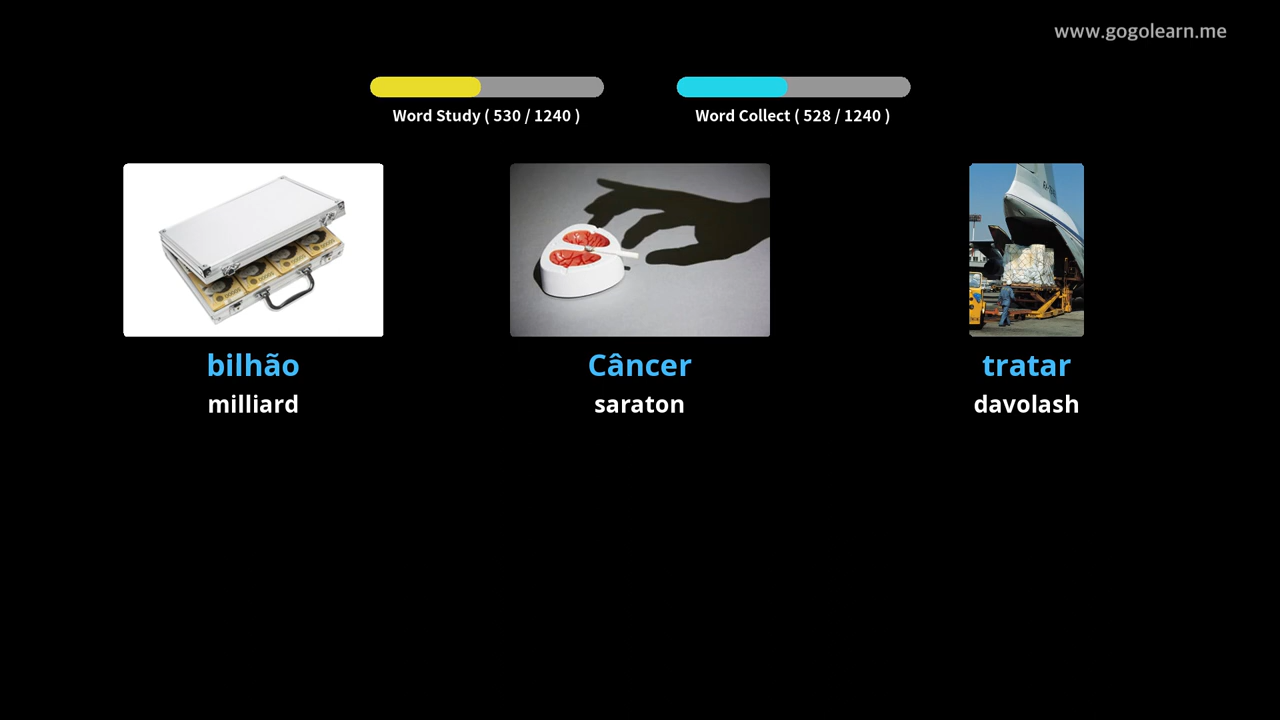 www.gogolearn.me
Word Study ( 530 / 1240 )
Word Collect ( 528 / 1240 )
bilhão
milliard
Câncer
saraton
tratar
davolash